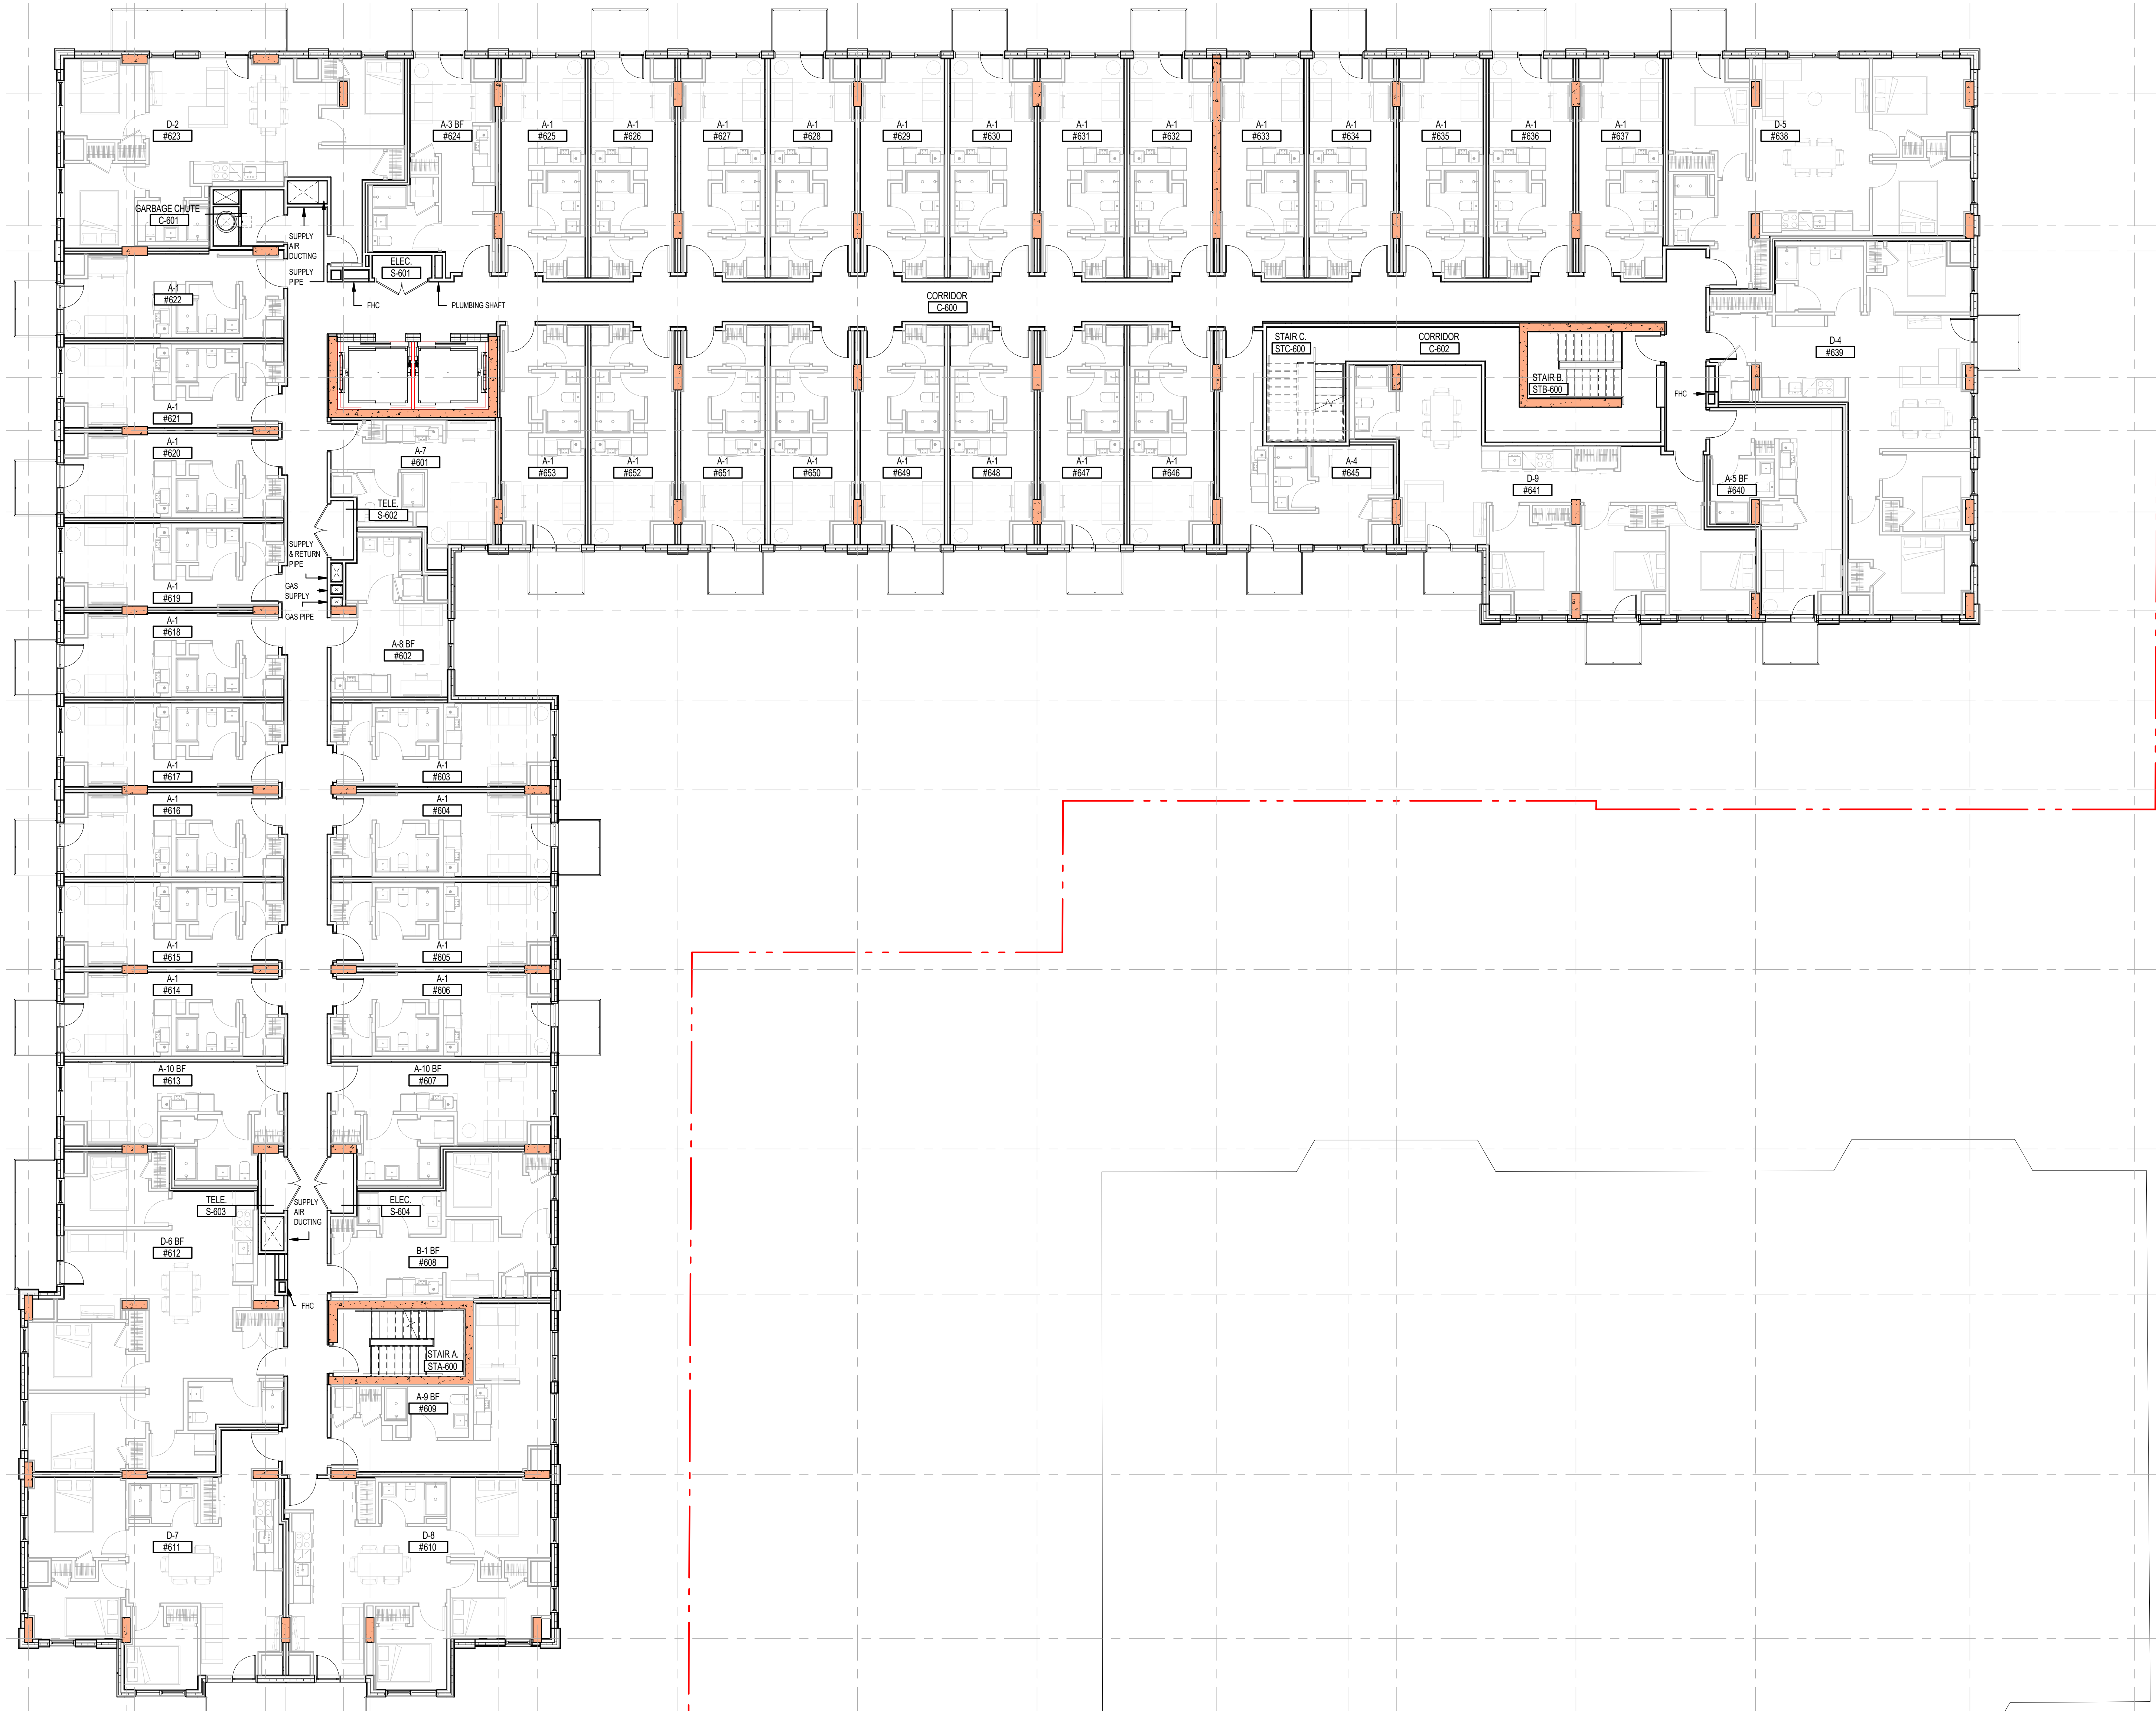 D-2
#623
A-3 BF
#624
A-1
#625
A-1
#626
A-1
#627
A-1
#628
A-1
#629
A-1
#630
A-1
#631
A-1
#632
A-1
#633
A-1
#634
A-1
#635
A-1
#636
A-1
#637
D-5
#638
GARBAGE CHUTE
C-601
SUPPLY
AIR
DUCTING
SUPPLY
PIPE
ELEC.
S-601
FHC
PLUMBING SHAFT
A-1
#622
CORRIDOR
C-600
STAIR C.
STC-600
CORRIDOR
C-602
STAIR B.
STB-600
D-4
#639
FHC
A-1
#621
A-1
#620
A-7
#601
A-1
#653
A-1
#652
A-1
#651
A-1
#650
A-1
#649
A-1
#648
A-1
#647
A-1
#646
A-4
#645
D-9
#641
A-5 BF
#640
TELE.
S-602
SUPPLY
& RETURN
PIPE
GAS
SUPPLY
GAS PIPE
A-1
#619
A-1
#618
A-8 BF
#602
A-1
#617
A-1
#603
A-1
#616
A-1
#604
A-1
#615
A-1
#605
A-1
#614
A-1
#606
A-10 BF
#613
A-10 BF
#607
TELE.
S-603
SUPPLY
AIR
DUCTING
ELEC.
S-604
D-6 BF
#612
B-1 BF
#608
FHC
STAIR A.
STA-600
A-9 BF
#609
D-7
#611
D-8
#610